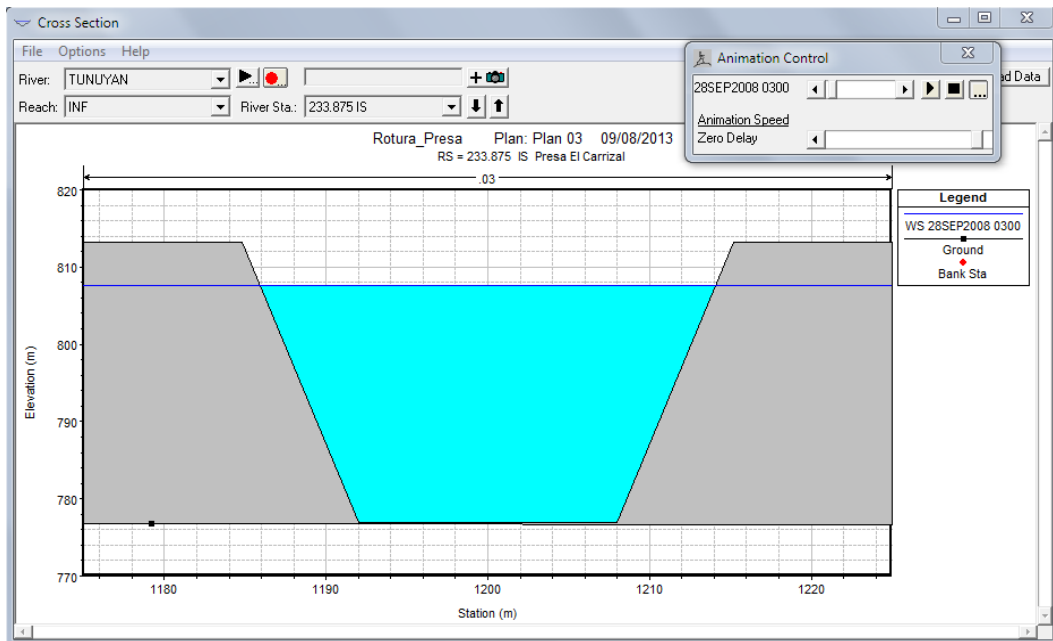 Cross Section
File Options Help
River: TUNUYAN
Reach: INF River Sta.: 233.875 IS
Animation Control
28SEP2008 0300
Animation Speed
Zero Delay
Data
Rotura_Presa Plan: Plan 03 09/08/2013
RS = 233.875 IS Presa El Carrizal
.03
Legend
WS 28SEP2008 0300
Ground
Bank Sta
820
810
800
790
780
770
Elevation (m)
1180 1190 1200 1210 1220
Station (m)